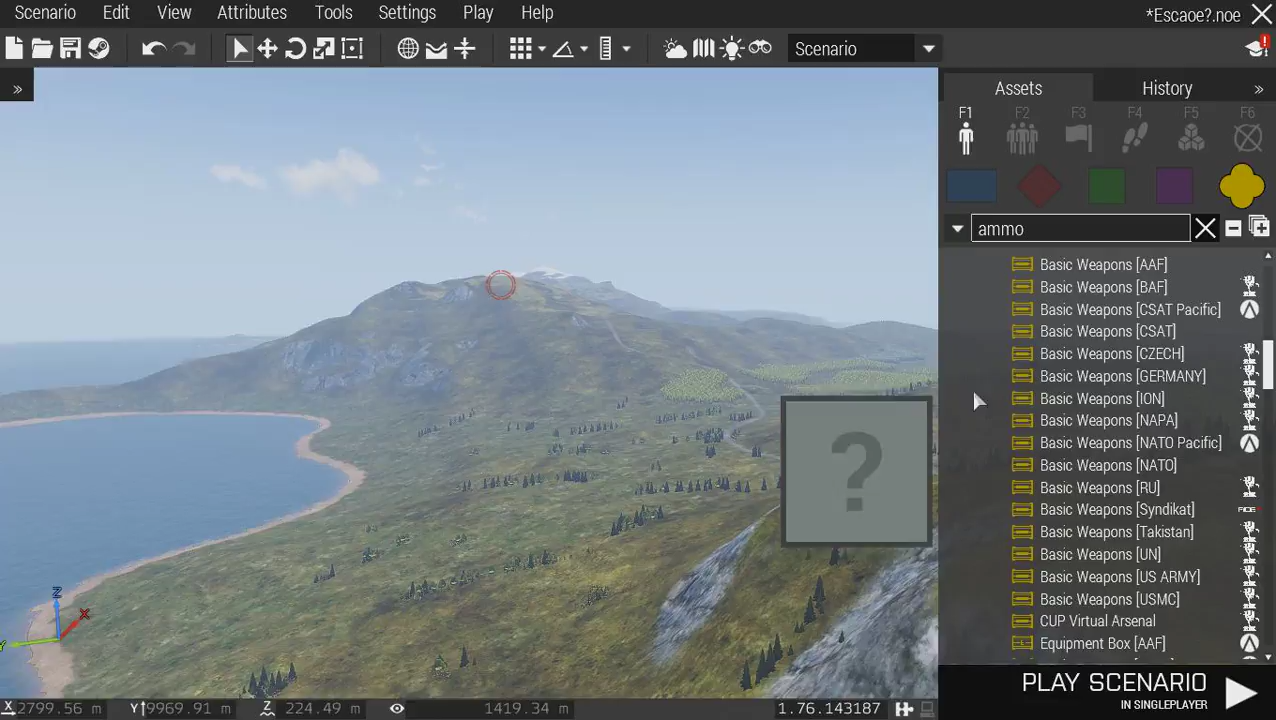 Scenario Edit View Attributes Tools Settings Play Help *Escaoe?.noe
Scenario
Assets History
F1 F2 F3 F4 F5 F6
ammo
Basic Weapons [AAF]
Basic Weapons [BAF]
Basic Weapons [CSAT Pacific]
Basic Weapons [CSAT]
Basic Weapons [CZECH]
Basic Weapons [GERMANY]
Basic Weapons [ION]
Basic Weapons [NAPA]
Basic Weapons [NATO Pacific]
Basic Weapons [NATO]
Basic Weapons [RU]
Basic Weapons [Syndikat]
Basic Weapons [Takistan]
Basic Weapons [UN]
Basic Weapons [US ARMY]
Basic Weapons [USMC]
CUP Virtual Arsenal
Equipment Box [AAF]
?
Z
X
Y
PLAY SCENARIO
IN SINGLEPLAYER
X 2799.56 m Y 9969.91 m Z 224.49 m 1419.34 m 1.76.143187